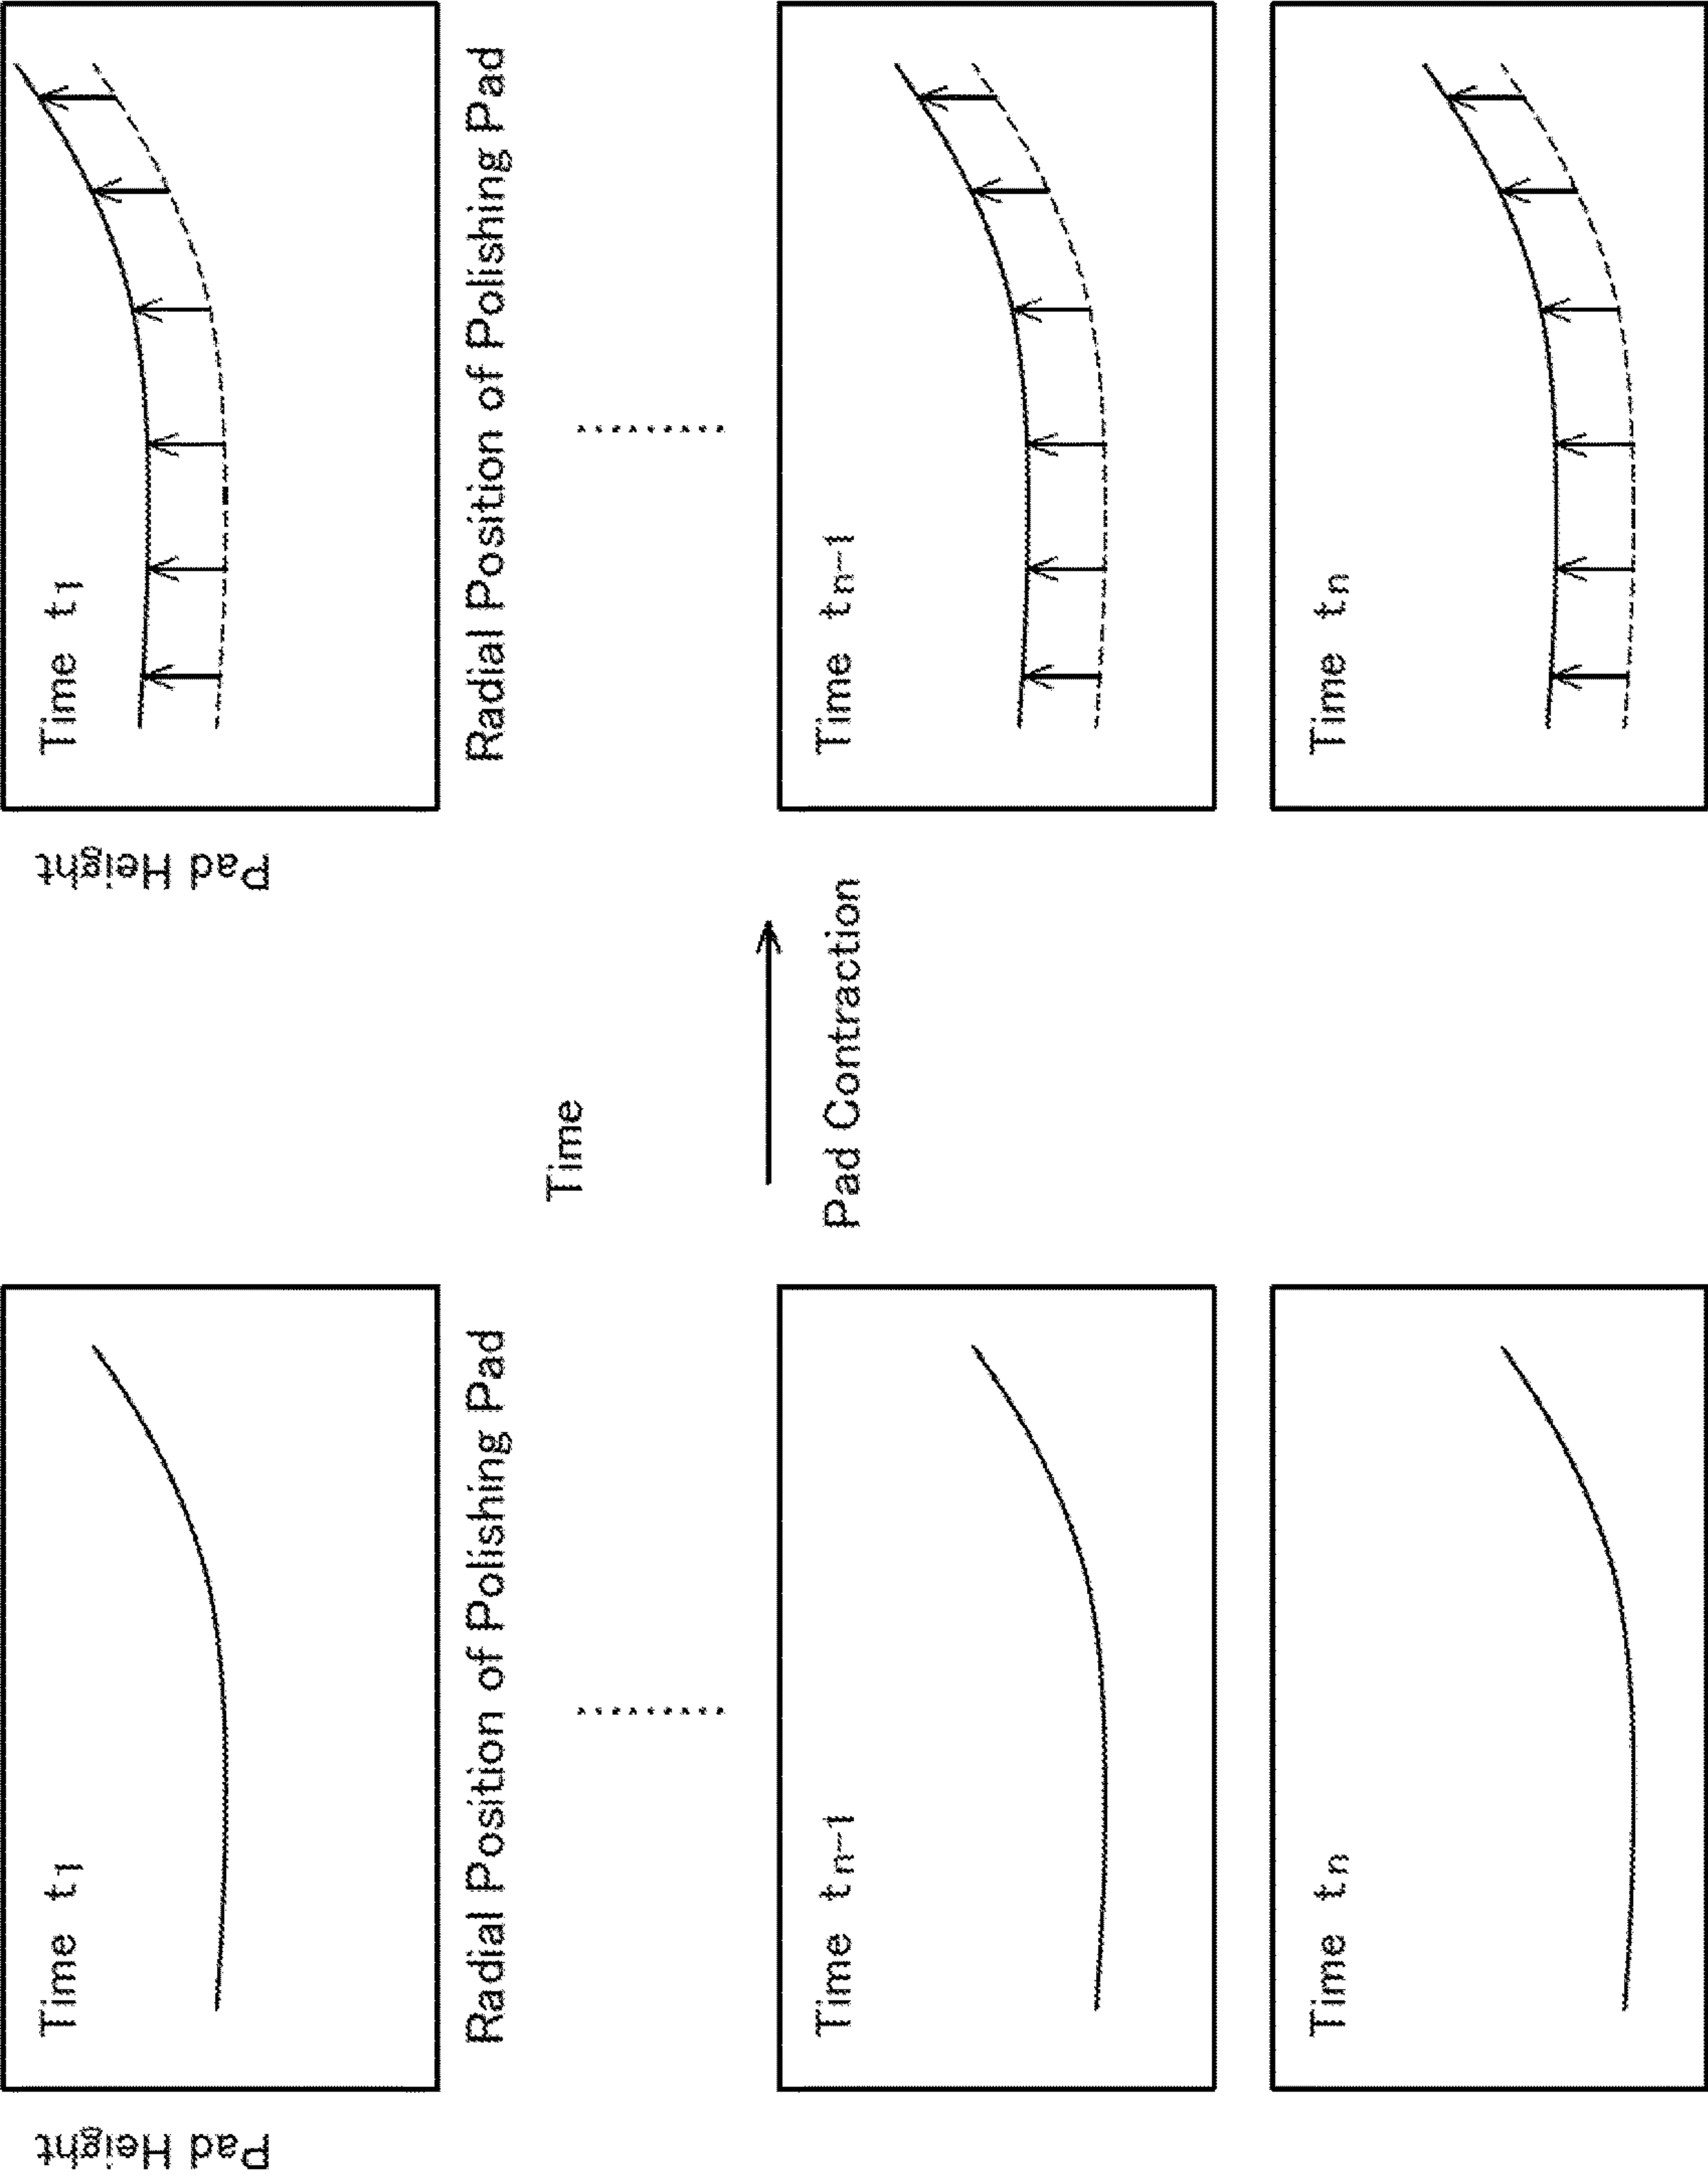 Pad Height
Time t1
Radial Position of Polishing Pad
Time tn-1
Time tn
Time
Pad Contraction
Pad Height
Time t1
Radial Position of Polishing Pad
Time tn-1
Time tn